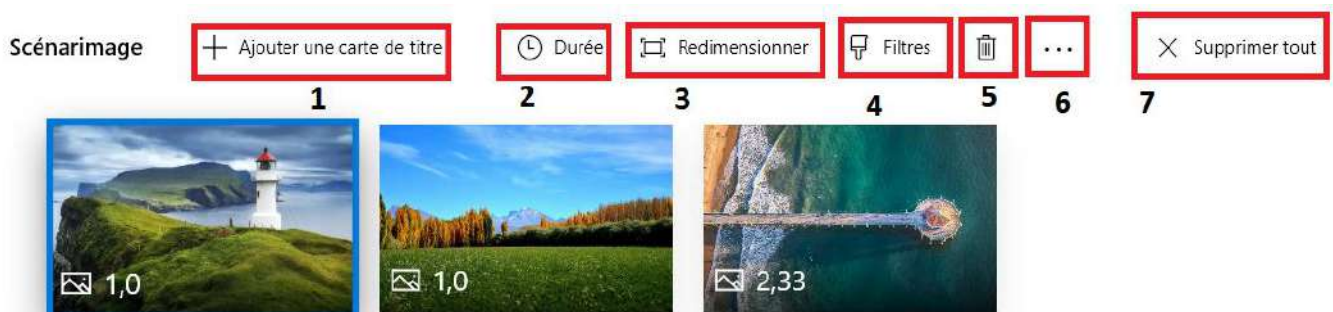 Scénarimage
Ajouter une carte de titre
Durée
Redimensionner
Filtres
...
Supprimer tout
1
2
3
4
5
6
7
1,0
1,0
2,33